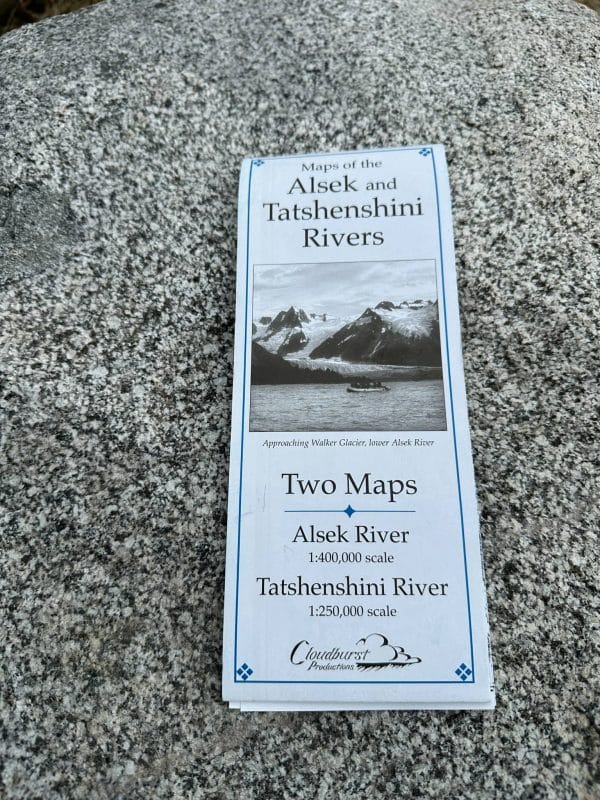 Maps of the
Alsek and
Tatshenshini
Rivers
Approaching Walker Glacier, lower Alsek River
Two Maps
Alsek River
1:400,000 scale
Tatshenshini River
1:250,000 scale
Cloudburst
Productions